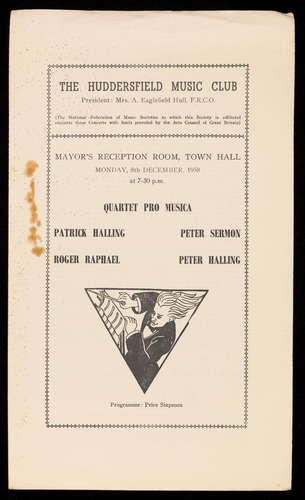 THE HUDDERSFIELD MUSIC CLUB
President: Mrs. A. Eaglefield Hull, F.R.C.O.
(The National Federation of Music Societies to which this Society is affiliated
supports these Concerts with funds provided by the Arts Council of Great Britain)
MAYOR'S RECEPTION ROOM, TOWN HALL
MONDAY, 8th DECEMBER, 1958
at 7-30 p.m.
QUARTET PRO MUSICA
PATRICK HALLING PETER SERMON
ROGER RAPHAEL PETER HALLING
Programme: Price Sixpence